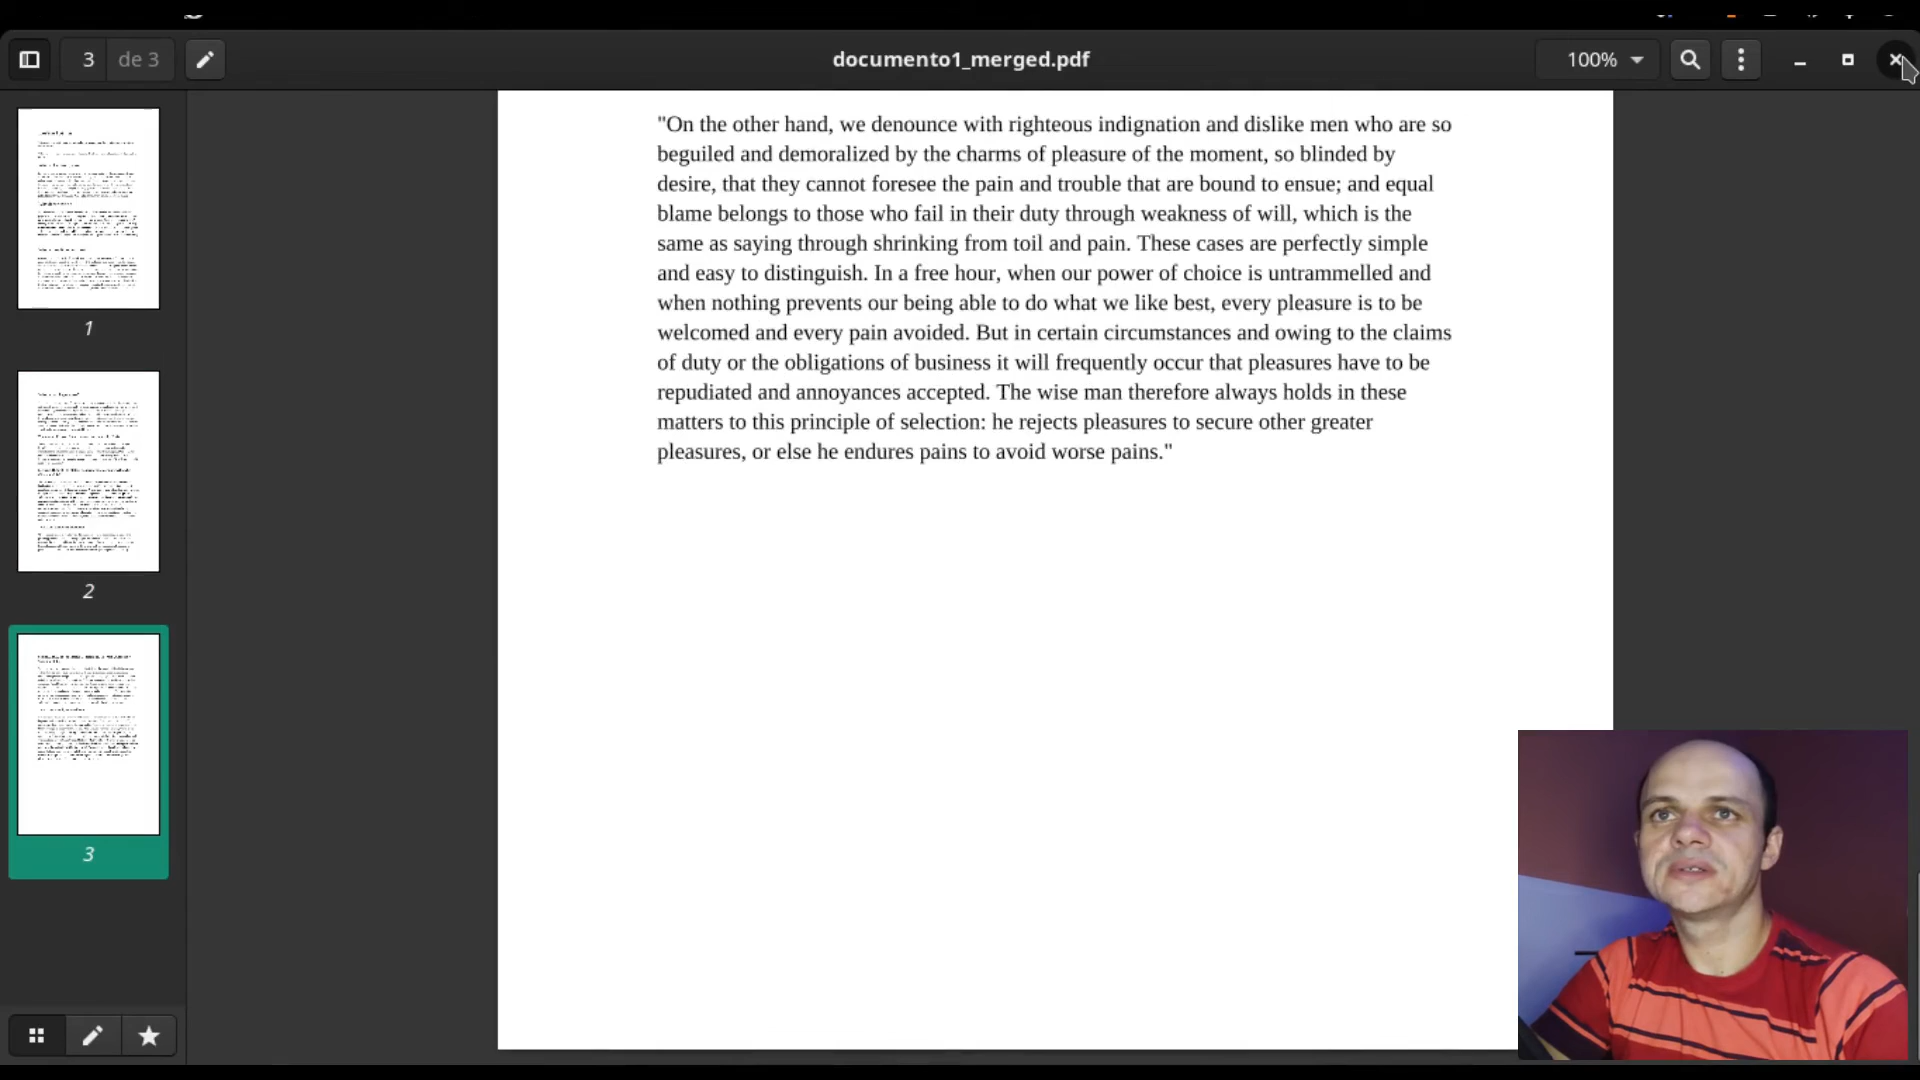 3 de 3
documento1_merged.pdf
100%
"On the other hand, we denounce with righteous indignation and dislike men who are so
beguiled and demoralized by the charms of pleasure of the moment, so blinded by
desire, that they cannot foresee the pain and trouble that are bound to ensue; and equal
blame belongs to those who fail in their duty through weakness of will, which is the
same as saying through shrinking from toil and pain. These cases are perfectly simple
and easy to distinguish. In a free hour, when our power of choice is untrammelled and
when nothing prevents our being able to do what we like best, every pleasure is to be
welcomed and every pain avoided. But in certain circumstances and owing to the claims
of duty or the obligations of business it will frequently occur that pleasures have to be
repudiated and annoyances accepted. The wise man therefore always holds in these
matters to this principle of selection: he rejects pleasures to secure other greater
pleasures, or else he endures pains to avoid worse pains."
1
2
3